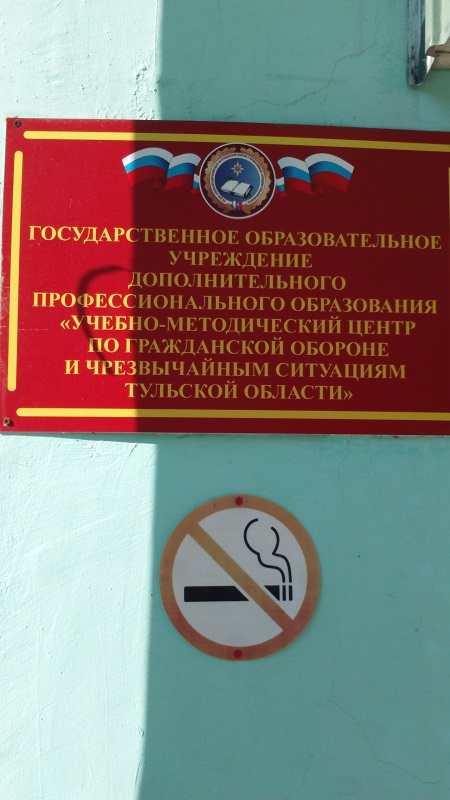 ГОСУДАРСТВЕННОЕ ОБРАЗОВАТЕЛЬНОЕ
УЧРЕЖДЕНИЕ
ДОПОЛНИТЕЛЬНОГО
ПРОФЕССИОНАЛЬНОГО ОБРАЗОВАНИЯ
«УЧЕБНО-МЕТОДИЧЕСКИЙ ЦЕНТР
ПО ГРАЖДАНСКОЙ ОБОРОНЕ
И ЧРЕЗВЫЧАЙНЫМ СИТУАЦИЯМ
ТУЛЬСКОЙ ОБЛАСТИ»